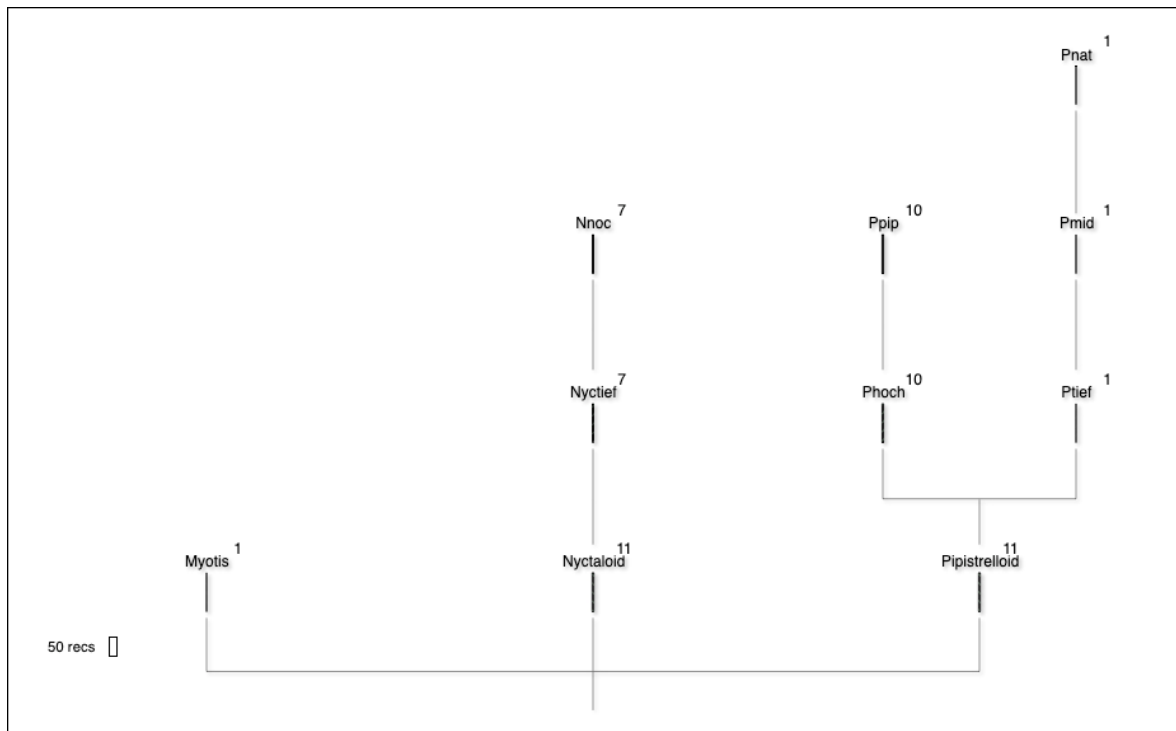 Pnat 1
Nnoc 7 Ppip 10 Pmid 1
Nyctief 7 Phoch 10 Ptief 1
Myotis 1 Nyctaloid 11 Pipistrelloid 11
50 recs